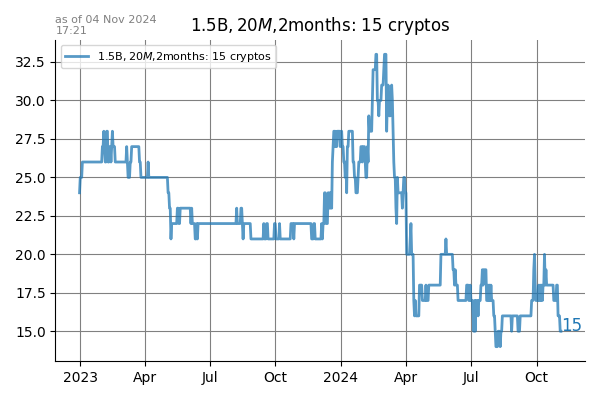 as of 04 Nov 2024
17:21
1.5B, 20M,2months: 15 cryptos
1.5B, 20M,2months: 15 cryptos
32.5
30.0
27.5
25.0
22.5
20.0
17.5
15.0
15
2023 Apr Jul Oct 2024 Apr Jul Oct